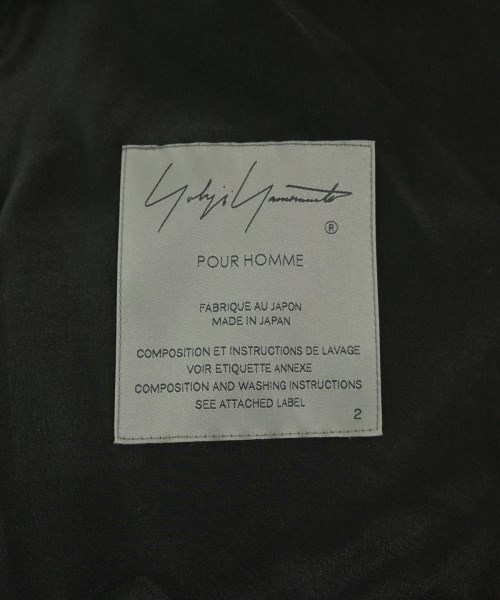 Yohji Yamamoto
®
POUR HOMME
FABRIQUE AU JAPON
MADE IN JAPAN
COMPOSITION ET INSTRUCTIONS DE LAVAGE
VOIR ETIQUETTE ANNEXE
COMPOSITION AND WASHING INSTRUCTIONS
SEE ATTACHED LABEL
2